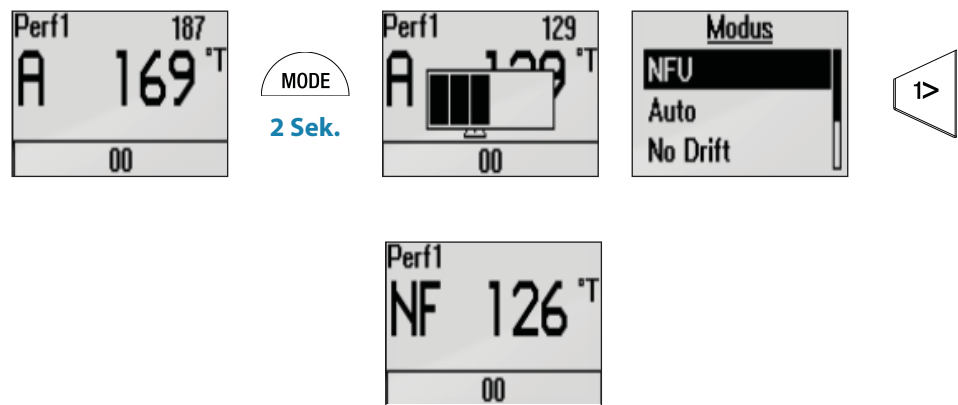 Perf1 187
A 169 °T
00
MODE
2 Sek.
Perf1 129
A 129 °T
00
Modus
NFU
Auto
No Drift
1>
Perf1
NF 126 °T
00